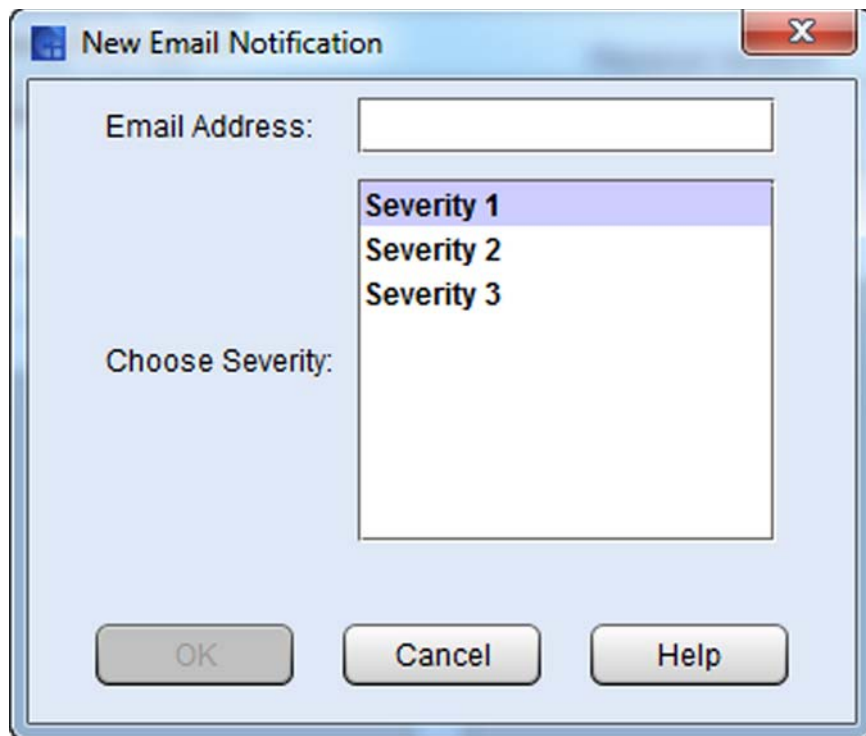 New Email Notification
Email Address:
Severity 1
Severity 2
Severity 3
Choose Severity:
OK
Cancel
Help